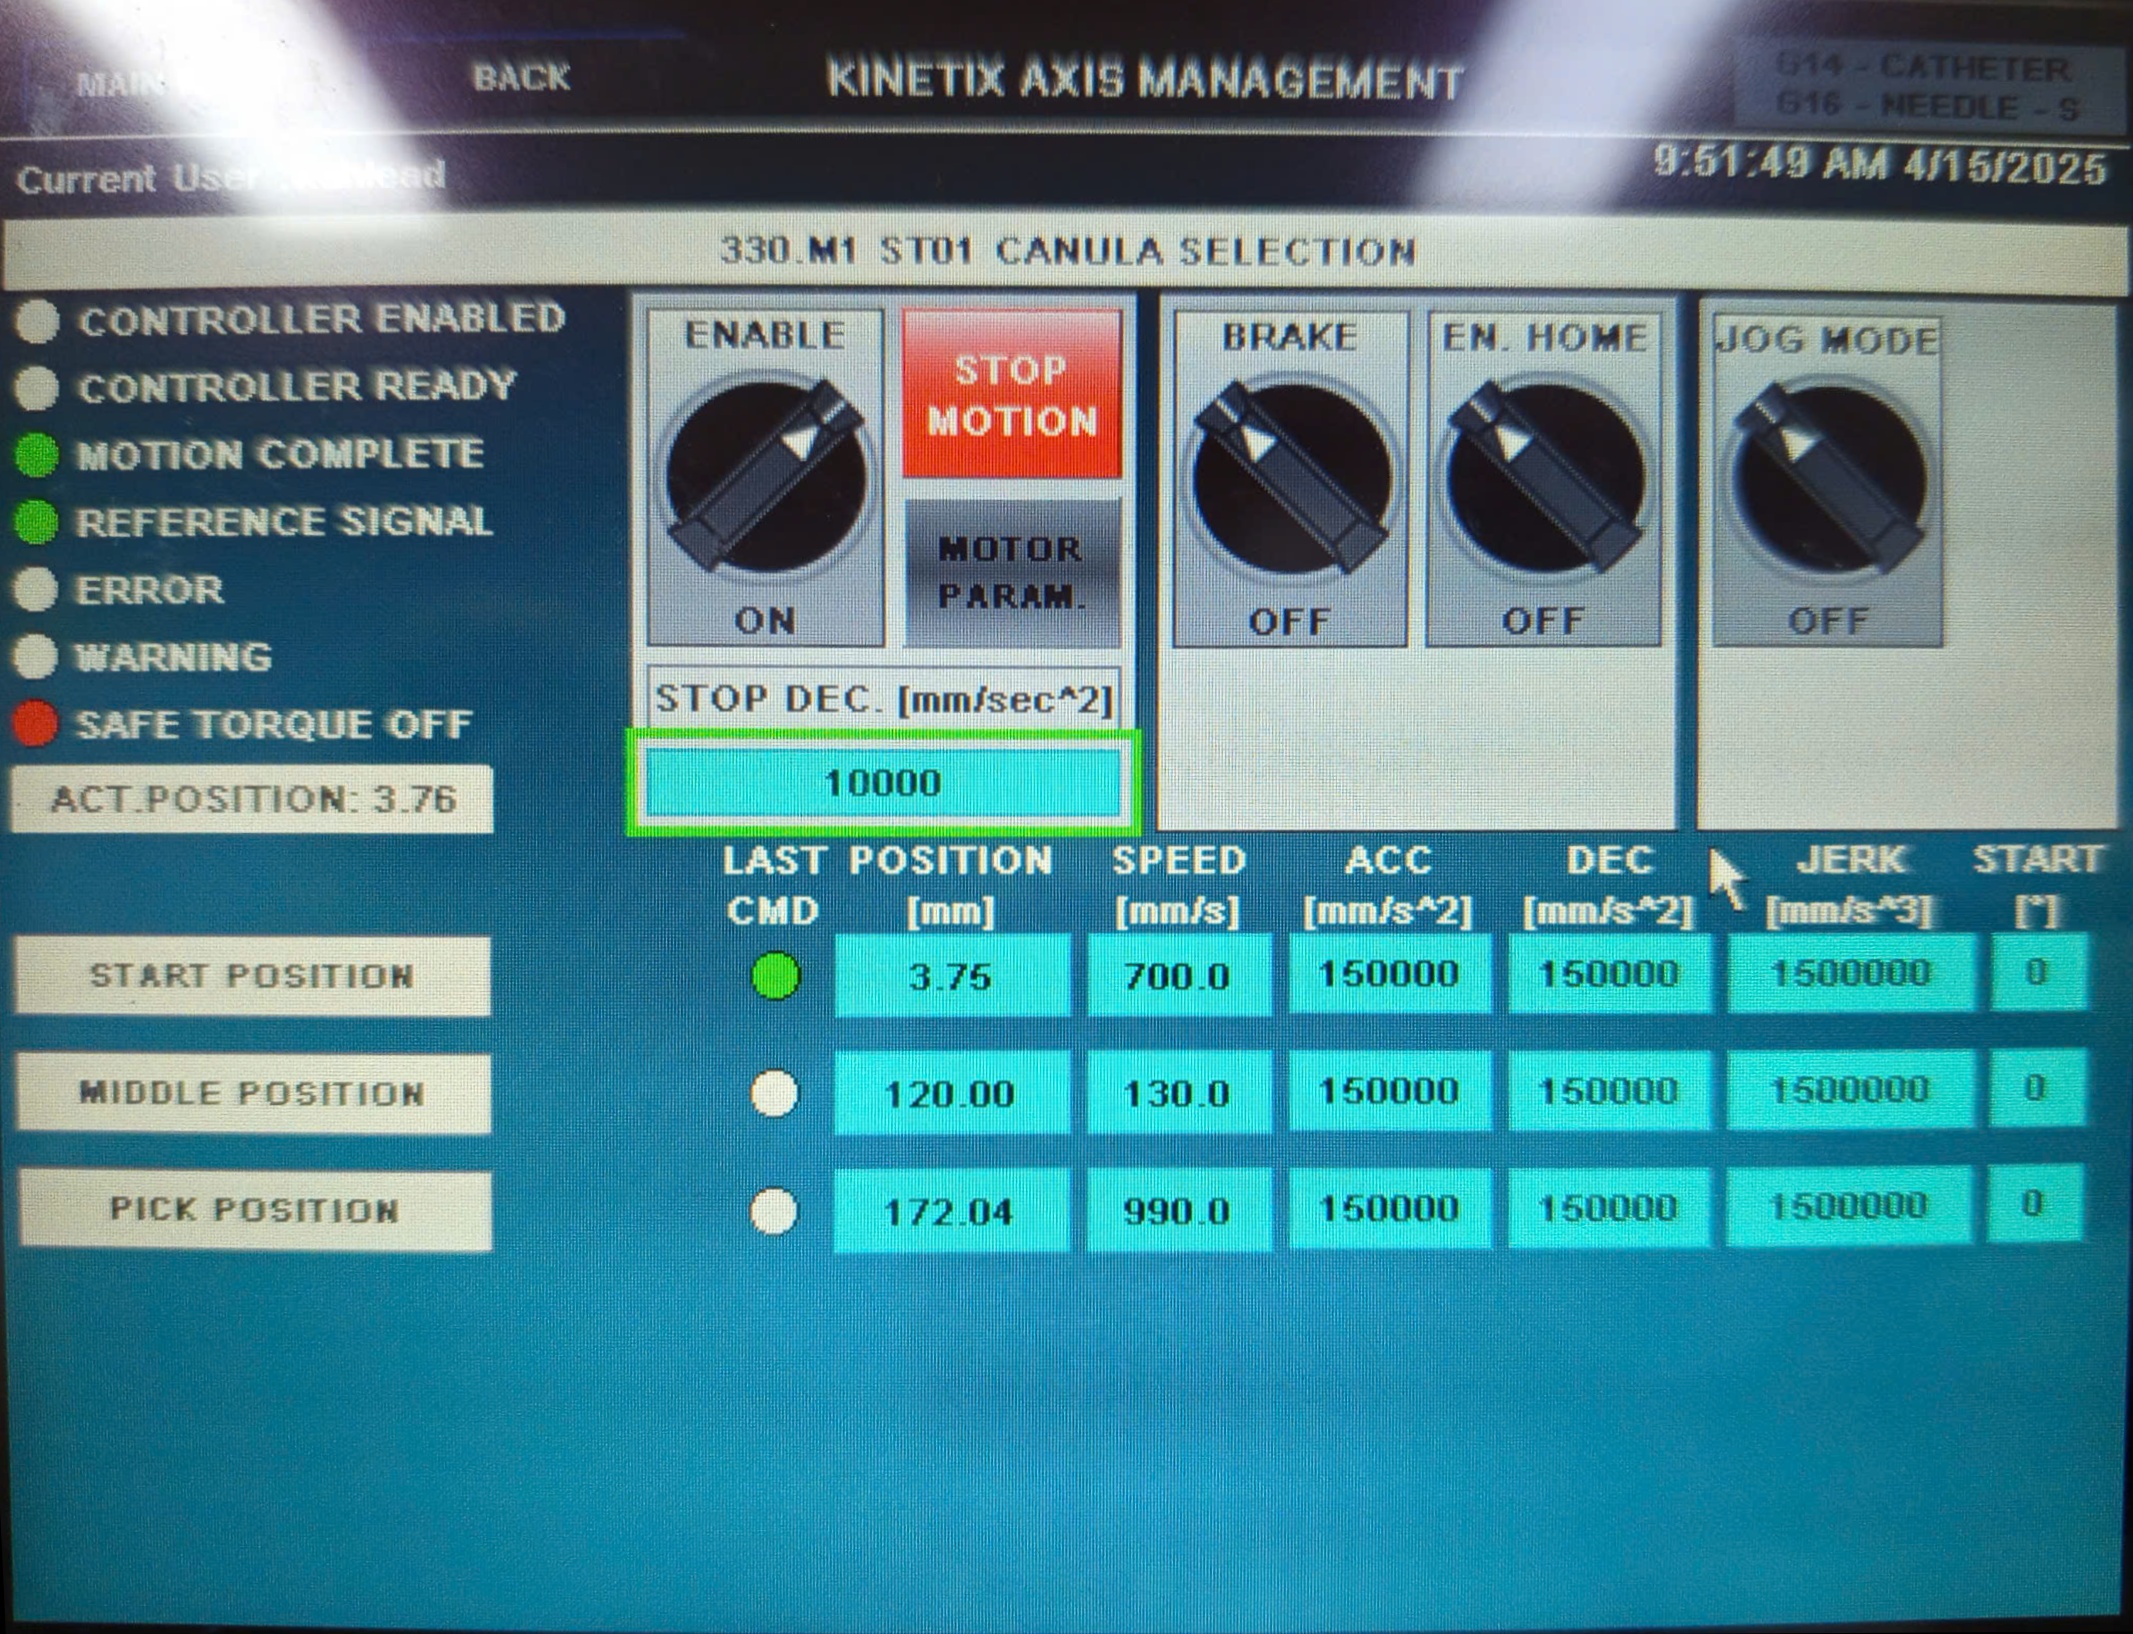 MAIN
BACK
KINETIX AXIS MANAGEMENT
G14 - CATHETER
G16 - NEEDLE - S
Current User
9:51:49 AM 4/15/2025
330.M1 ST01 CANULA SELECTION
CONTROLLER ENABLED
CONTROLLER READY
MOTION COMPLETE
REFERENCE SIGNAL
ERROR
WARNING
SAFE TORQUE OFF
ACT.POSITION: 3.76
ENABLE
ON
STOP
MOTION
MOTOR
PARAM.
STOP DEC. [mm/sec^2]
10000
BRAKE
OFF
EN. HOME
OFF
JOG MODE
OFF
LAST POSITION SPEED ACC DEC JERK START
CMD [mm] [mm/s] [mm/s^2] [mm/s^2] [mm/s^3] [°]
START POSITION 3.75 700.0 150000 150000 1500000 0
MIDDLE POSITION 120.00 130.0 150000 150000 1500000 0
PICK POSITION 172.04 990.0 150000 150000 1500000 0